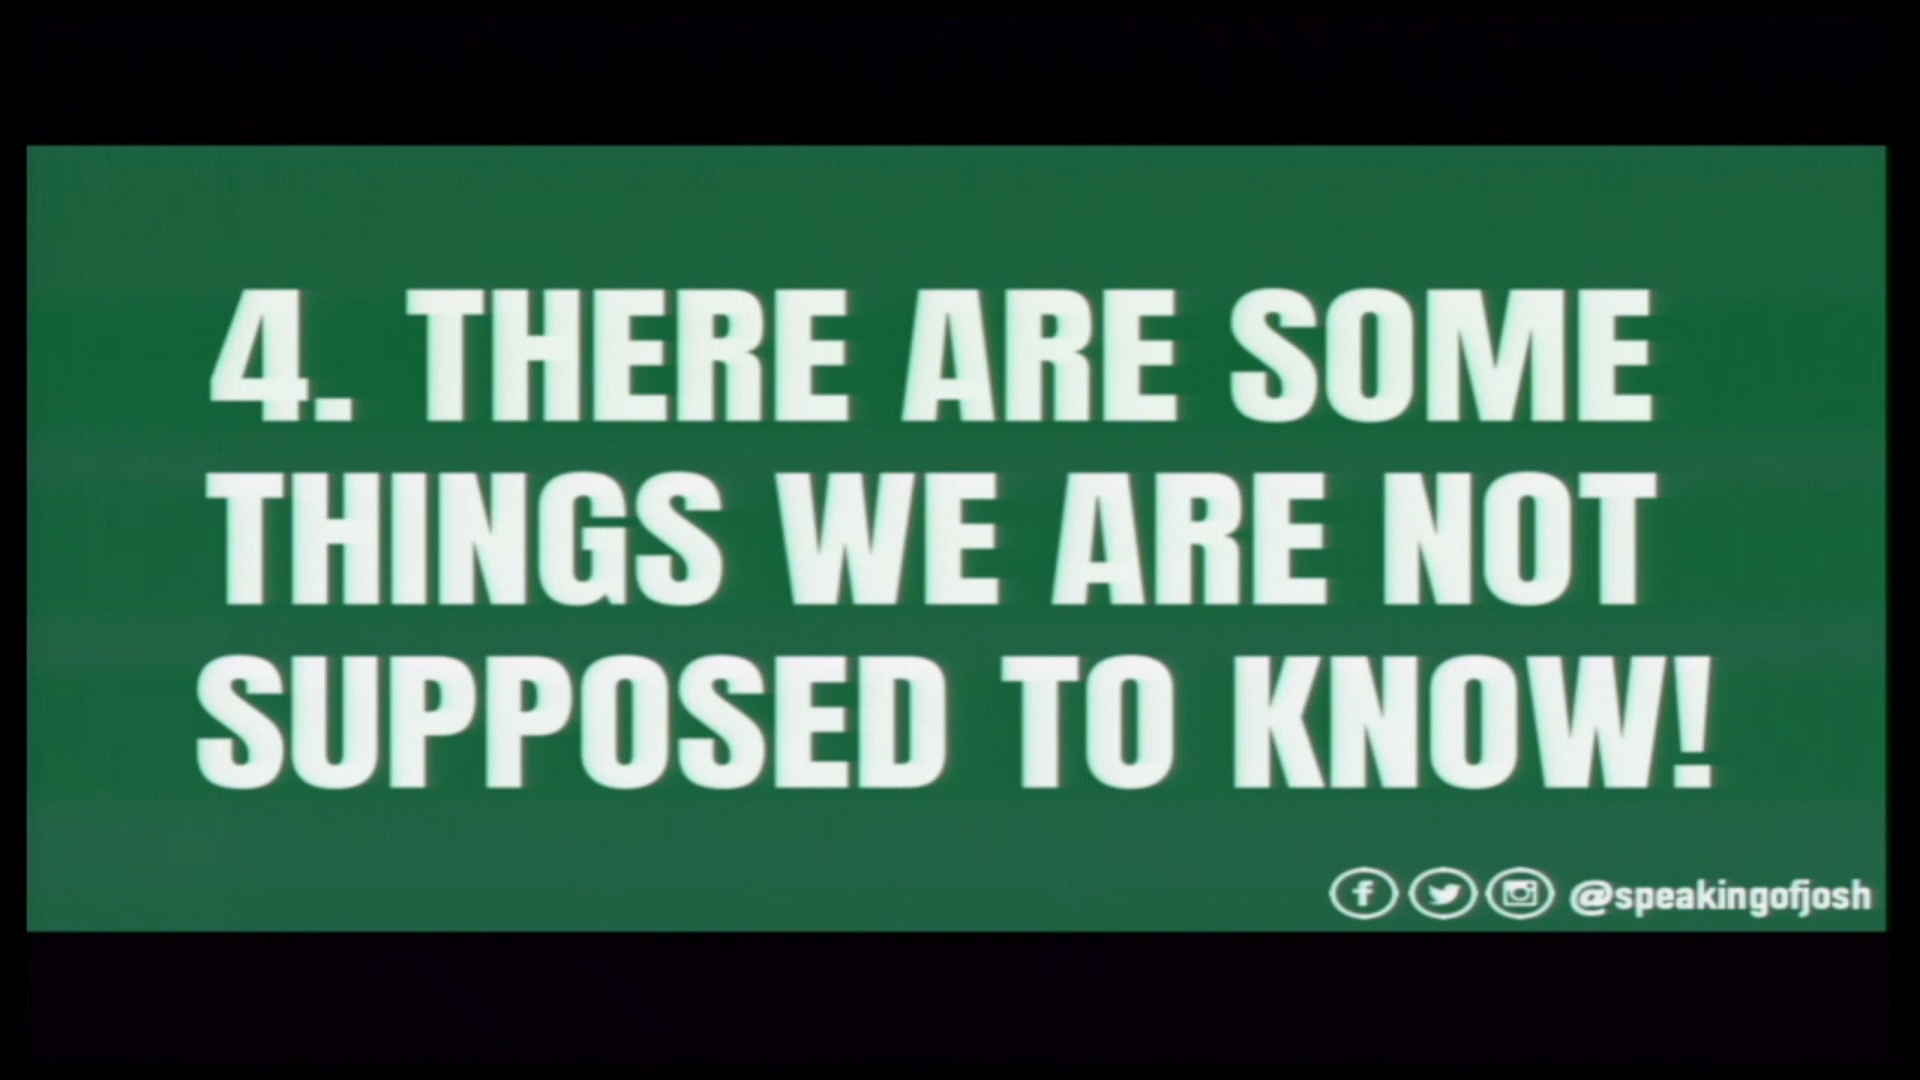 4. THERE ARE SOME
THINGS WE ARE NOT
SUPPOSED TO KNOW!
@speakingofjosh